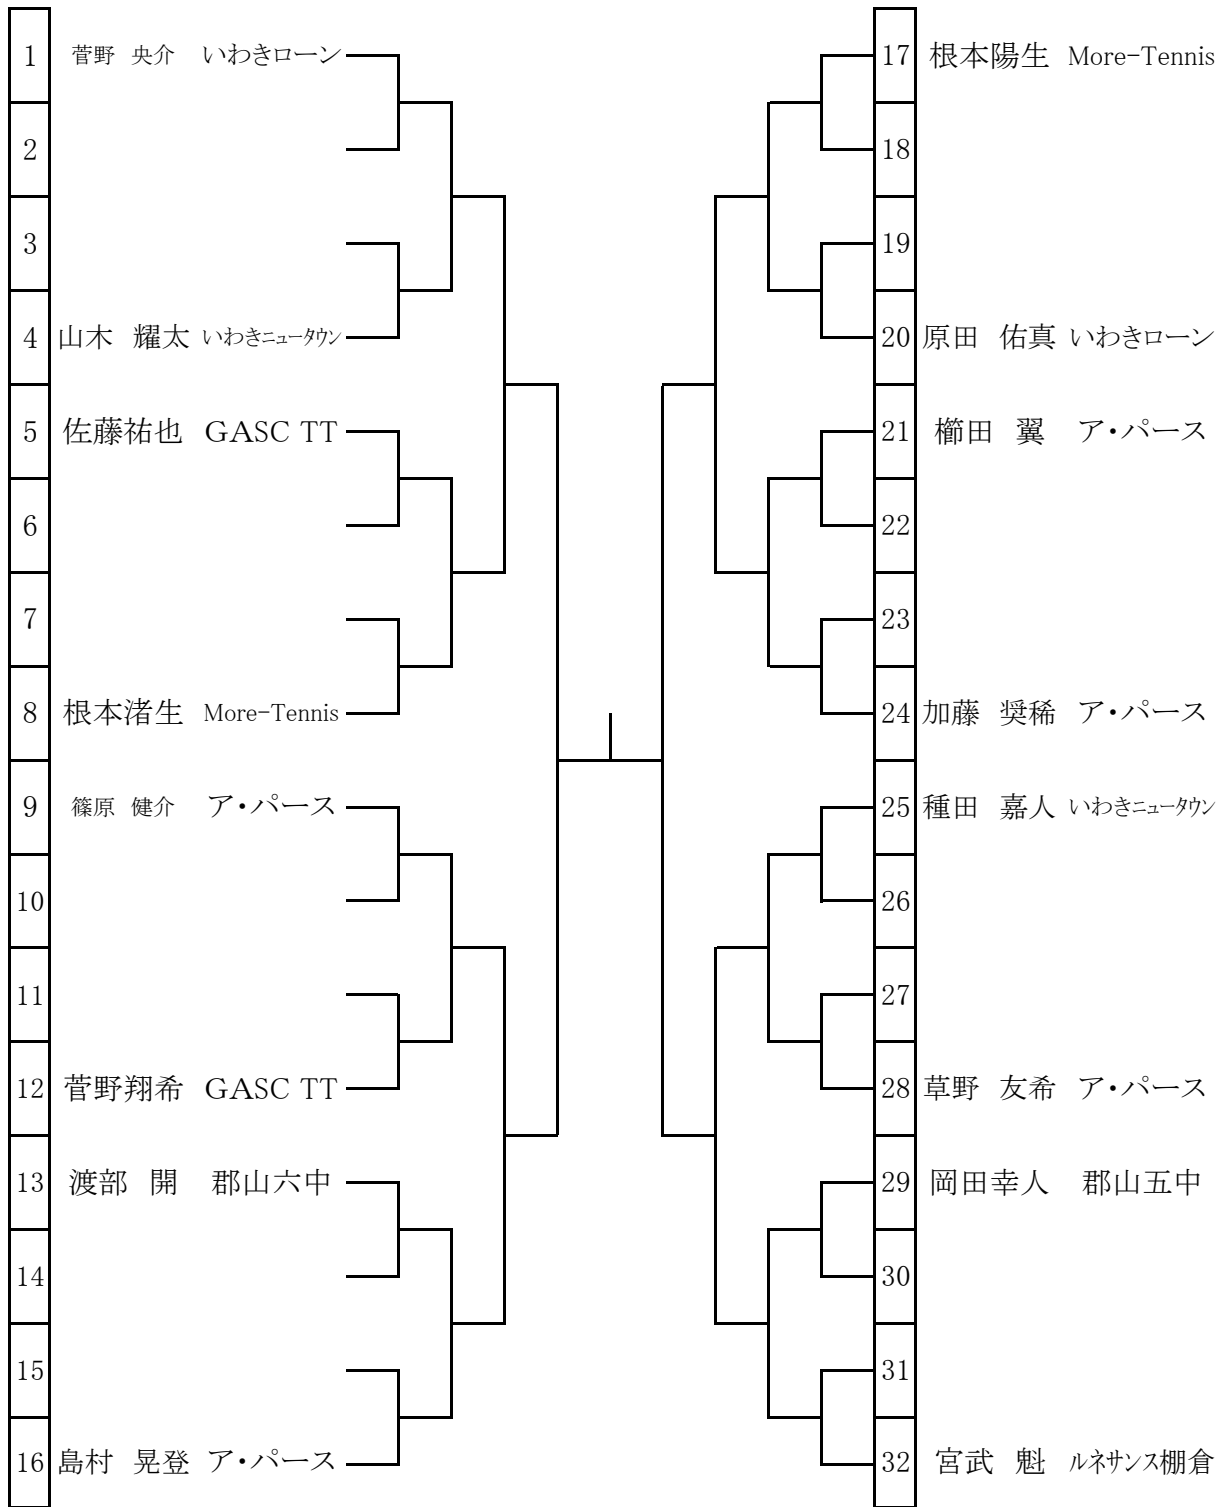 1 菅野 央介 いわきローン
2
3
4 山木 耀太 いわきニュータウン
5 佐藤祐也 GASC TT
6
7
8 根本渚生 More-Tennis
9 篠原 健介 ア・パース
10
11
12 菅野翔希 GASC TT
13 渡部 開 郡山六中
14
15
16 島村 晃登 ア・パース
17 根本陽生 More-Tennis
18
19
20 原田 佑真 いわきローン
21 櫛田 翼 ア・パース
22
23
24 加藤 奨稀 ア・パース
25 種田 嘉人 いわきニュータウン
26
27
28 草野 友希 ア・パース
29 岡田幸人 郡山五中
30
31
32 宮武 魁 ルネサンス棚倉